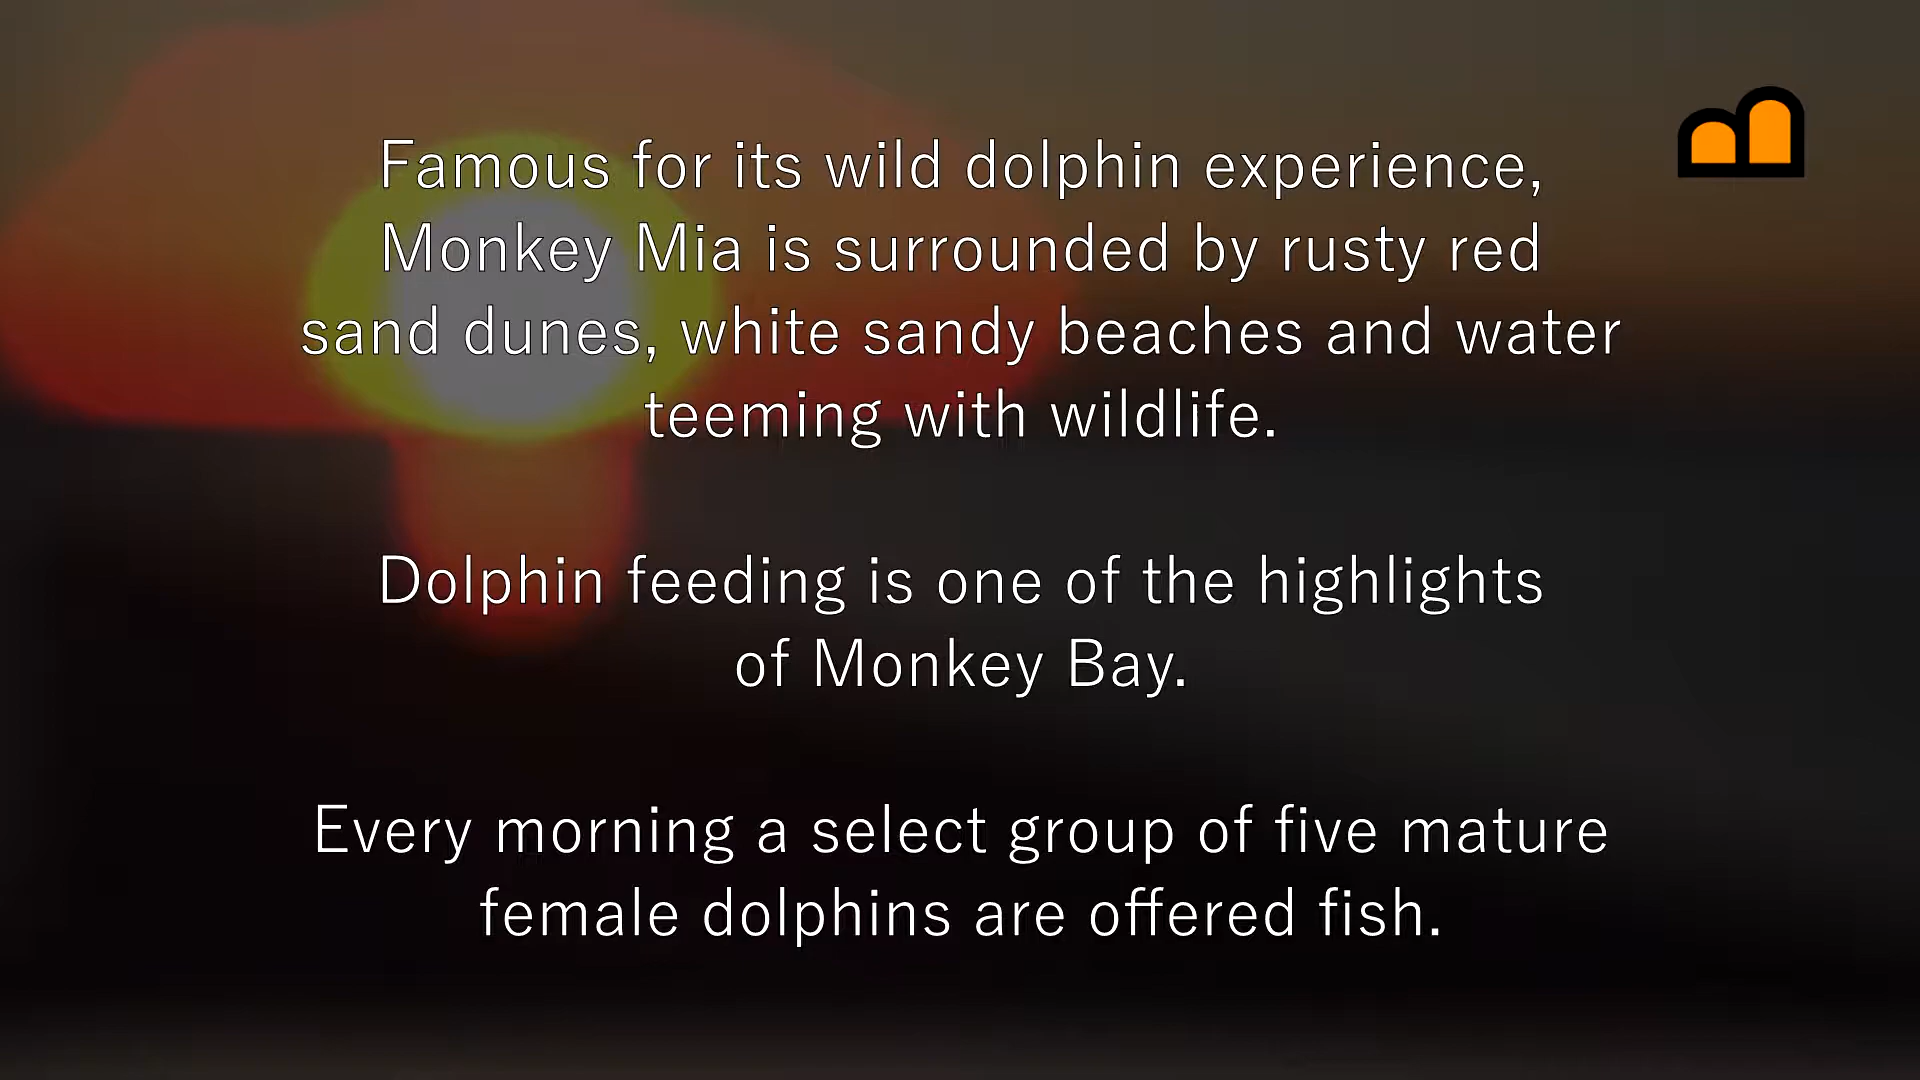 Famous for its wild dolphin experience,
Monkey Mia is surrounded by rusty red
sand dunes, white sandy beaches and water
teeming with wildlife.
Dolphin feeding is one of the highlights
of Monkey Bay.
Every morning a select group of five mature
female dolphins are offered fish.